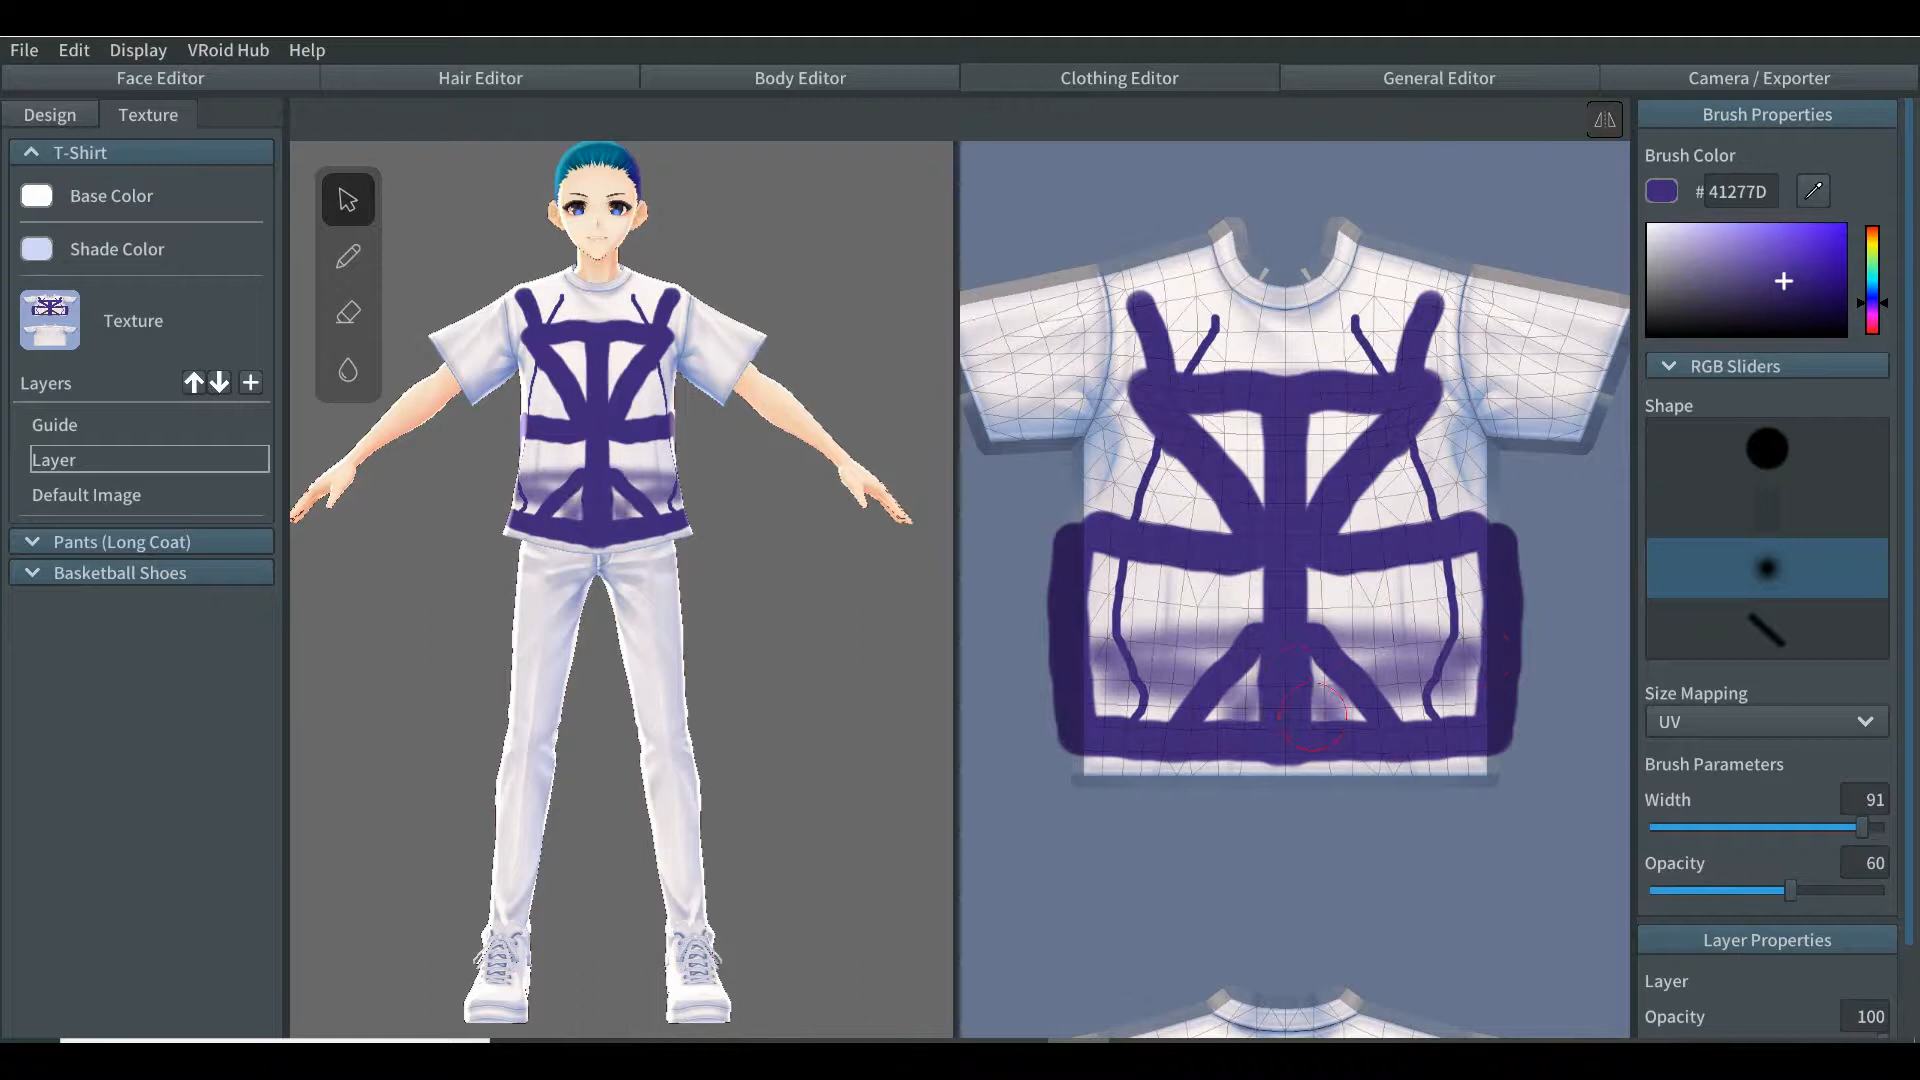 File Edit Display VRoid Hub Help
Face Editor Hair Editor Body Editor Clothing Editor General Editor Camera / Exporter
Design Texture
T-Shirt
Base Color
Shade Color
Texture
Layers
Guide
Layer
Default Image
Pants (Long Coat)
Basketball Shoes
Brush Properties
Brush Color
# 41277D
RGB Sliders
Shape
Size Mapping
UV
Brush Parameters
Width 91
Opacity 60
Layer Properties
Layer
Opacity 100